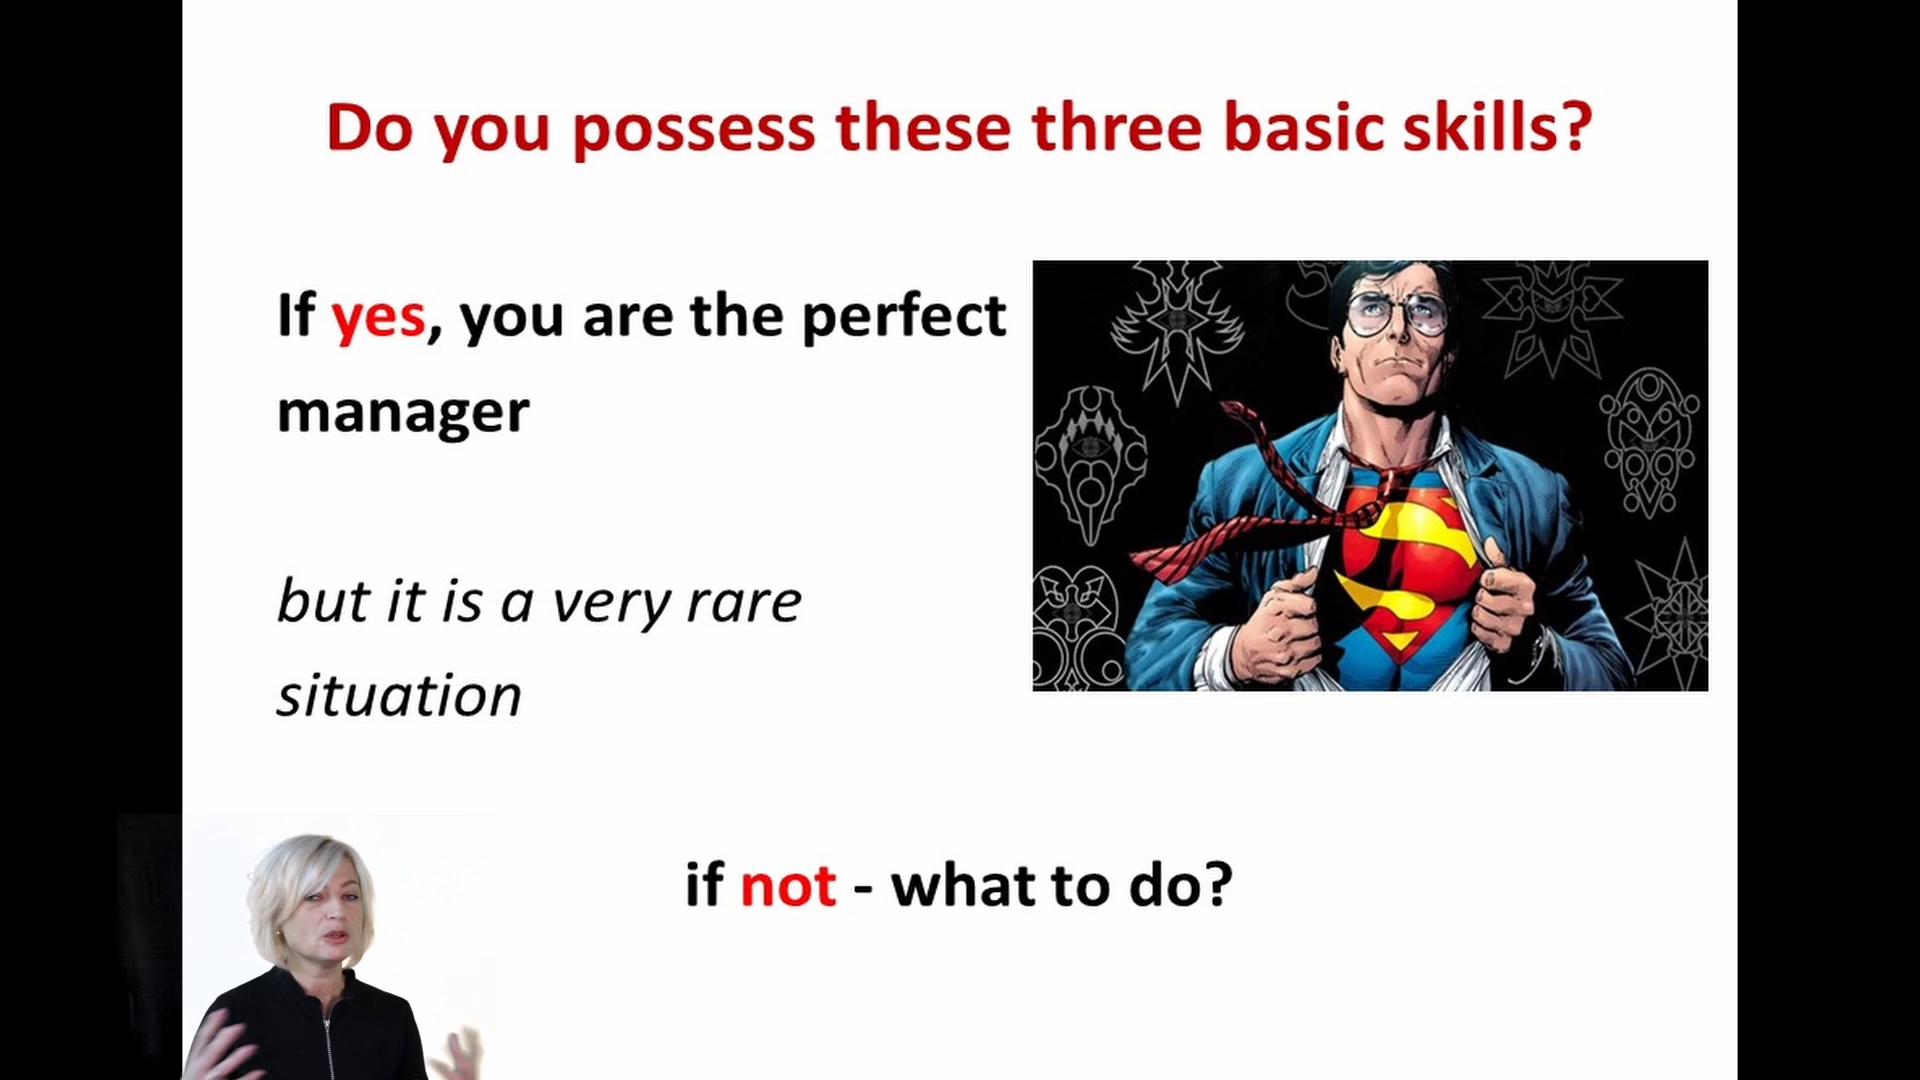 Do you possess these three basic skills?
If yes, you are the perfect
manager
but it is a very rare
situation
if not - what to do?